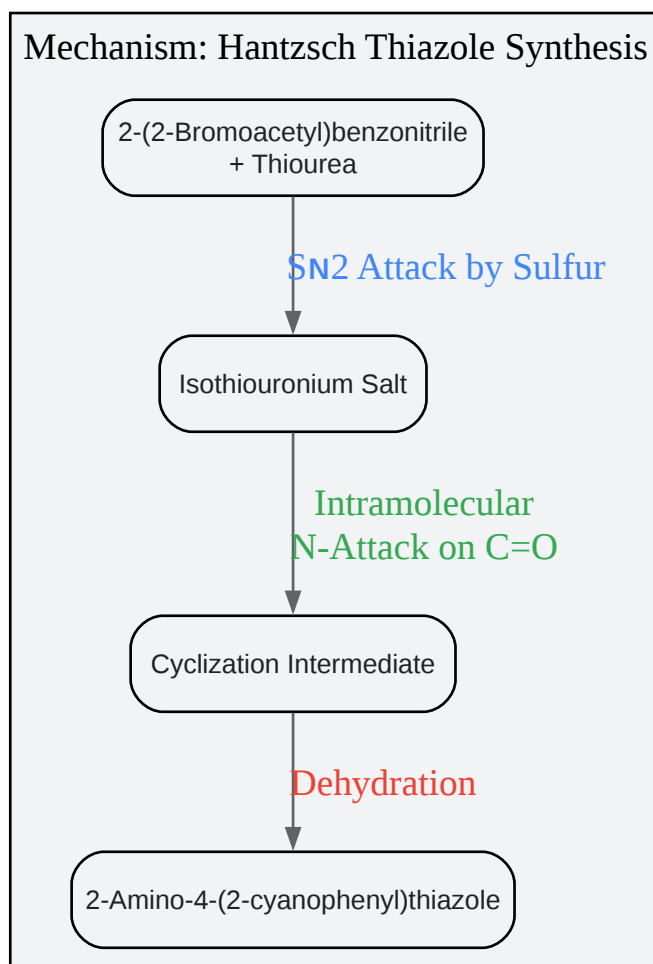 Mechanism: Hantzsch Thiazole Synthesis
2-(2-Bromoacetyl)benzonitrile
+ Thiourea
Sɴ2 Attack by Sulfur
Isothiouronium Salt
Intramolecular
N-Attack on C=O
Cyclization Intermediate
Dehydration
2-Amino-4-(2-cyanophenyl)thiazole